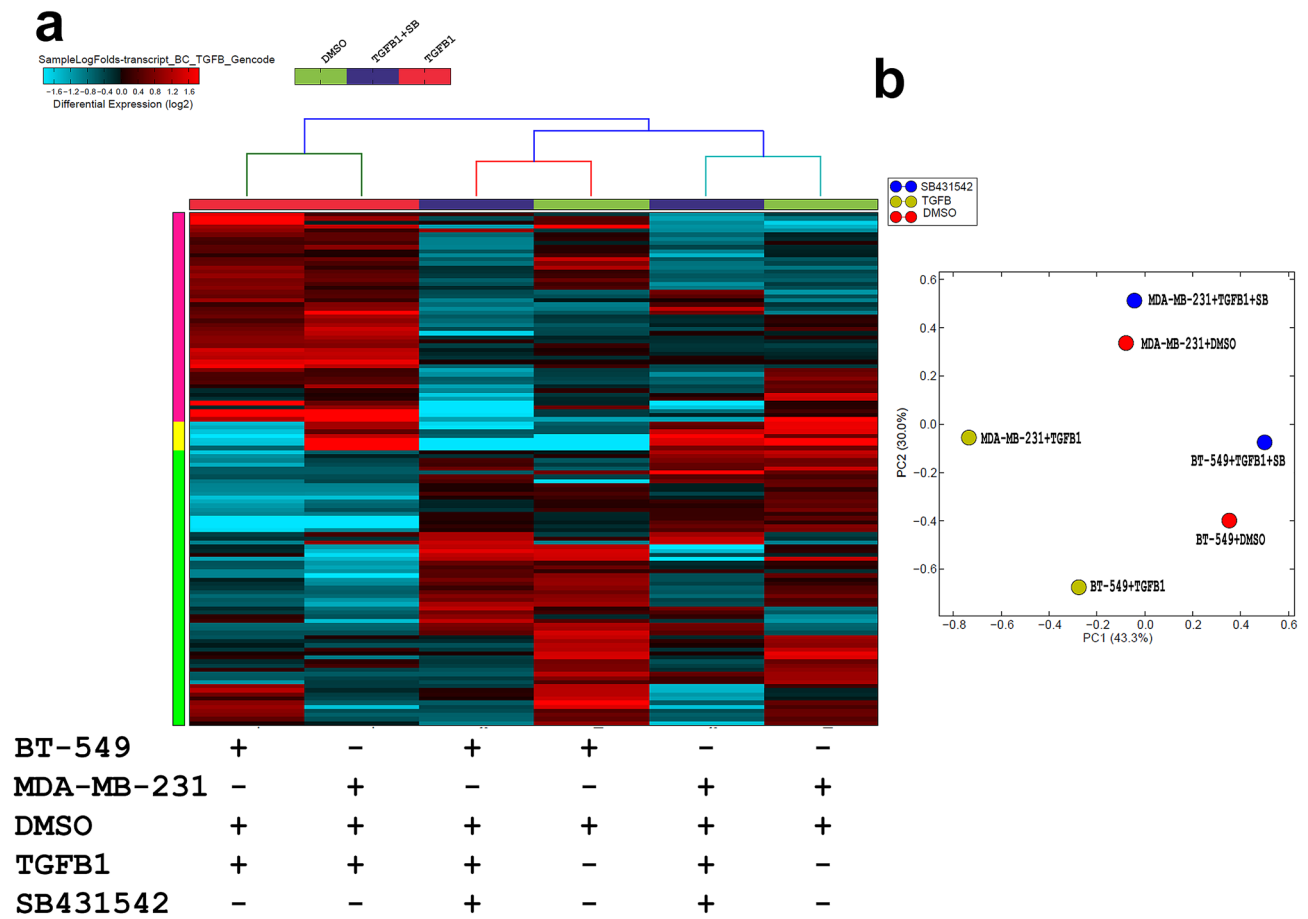 a
SampleLogFolds-transcript_BC_TGFB_Gencode
-1.6 -1.2 -0.8 -0.4 0.0 0.4 0.8 1.2 1.6
Differential Expression (log2)
DMSO
TGFB1+SB
TGFB1
b
SB431542
TGFB
DMSO
0.6
0.4
0.2
0.0
−0.2
−0.4
−0.6
PC2 (30.0%)
MDA-MB-231+TGFB1+SB
MDA-MB-231+DMSO
MDA-MB-231+TGFB1
BT-549+TGFB1+SB
BT-549+DMSO
BT-549+TGFB1
−0.8 −0.6 −0.4 −0.2 0.0 0.2 0.4 0.6
PC1 (43.3%)
BT-549 + − + + − −
MDA-MB-231 − + − − + +
DMSO + + + + + +
TGFB1 + + + − + −
SB431542 − − + − + −